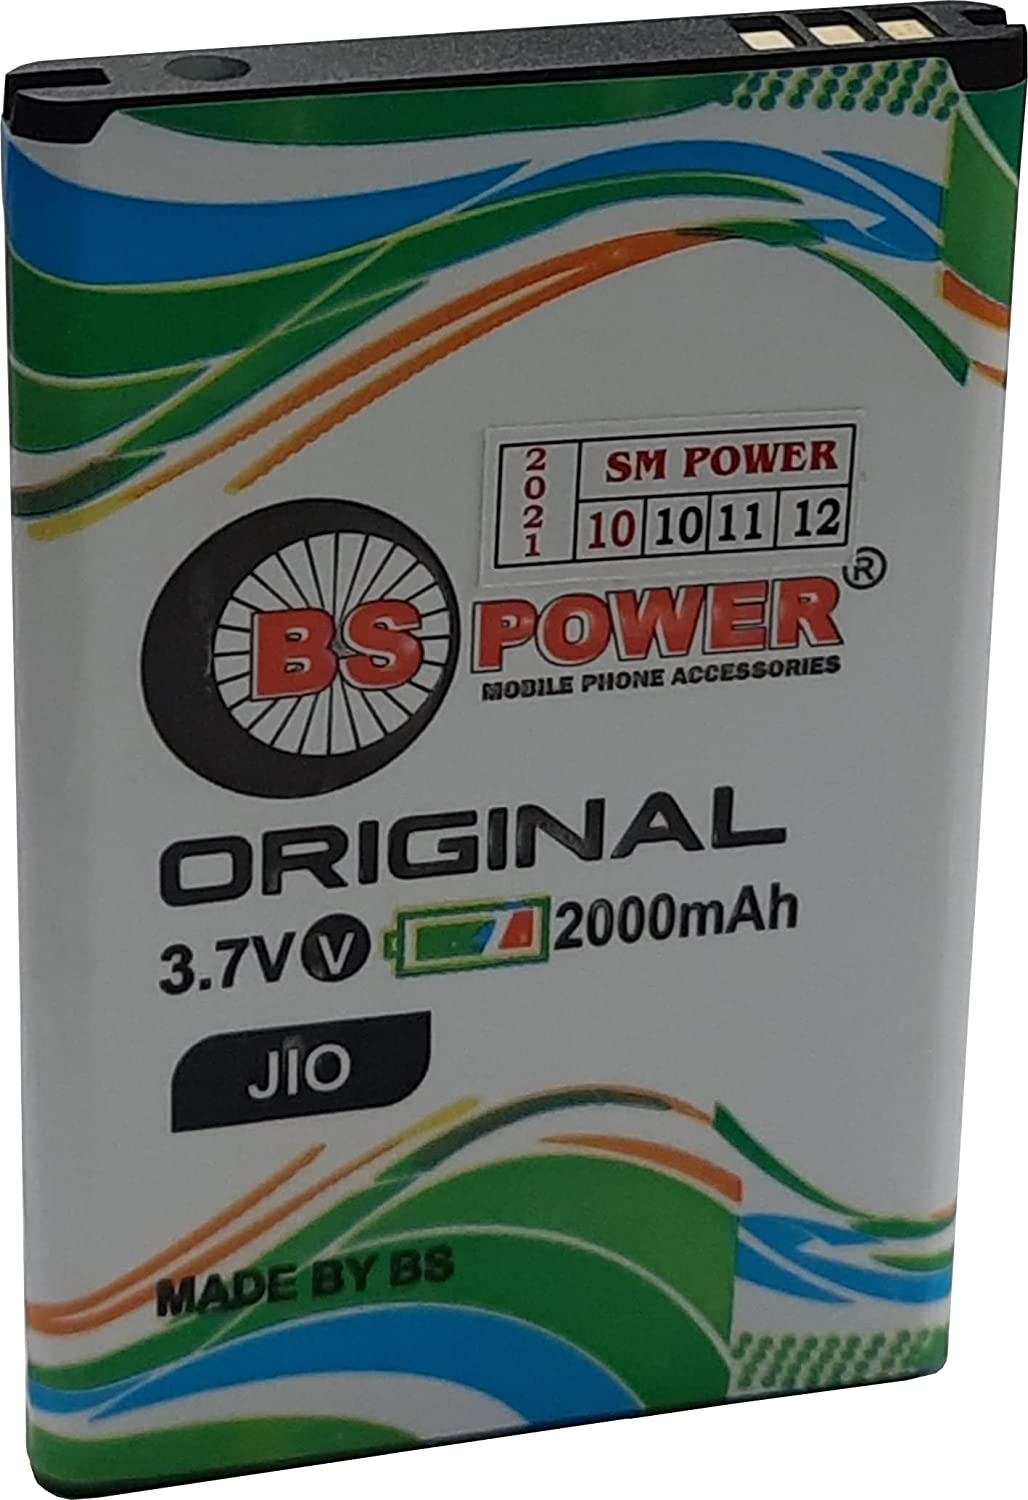 2021
SM POWER
10 10 11 12
BS POWER®
MOBILE PHONE ACCESSORIES
ORIGINAL
3.7V V 2000mAh
JIO
MADE BY BS